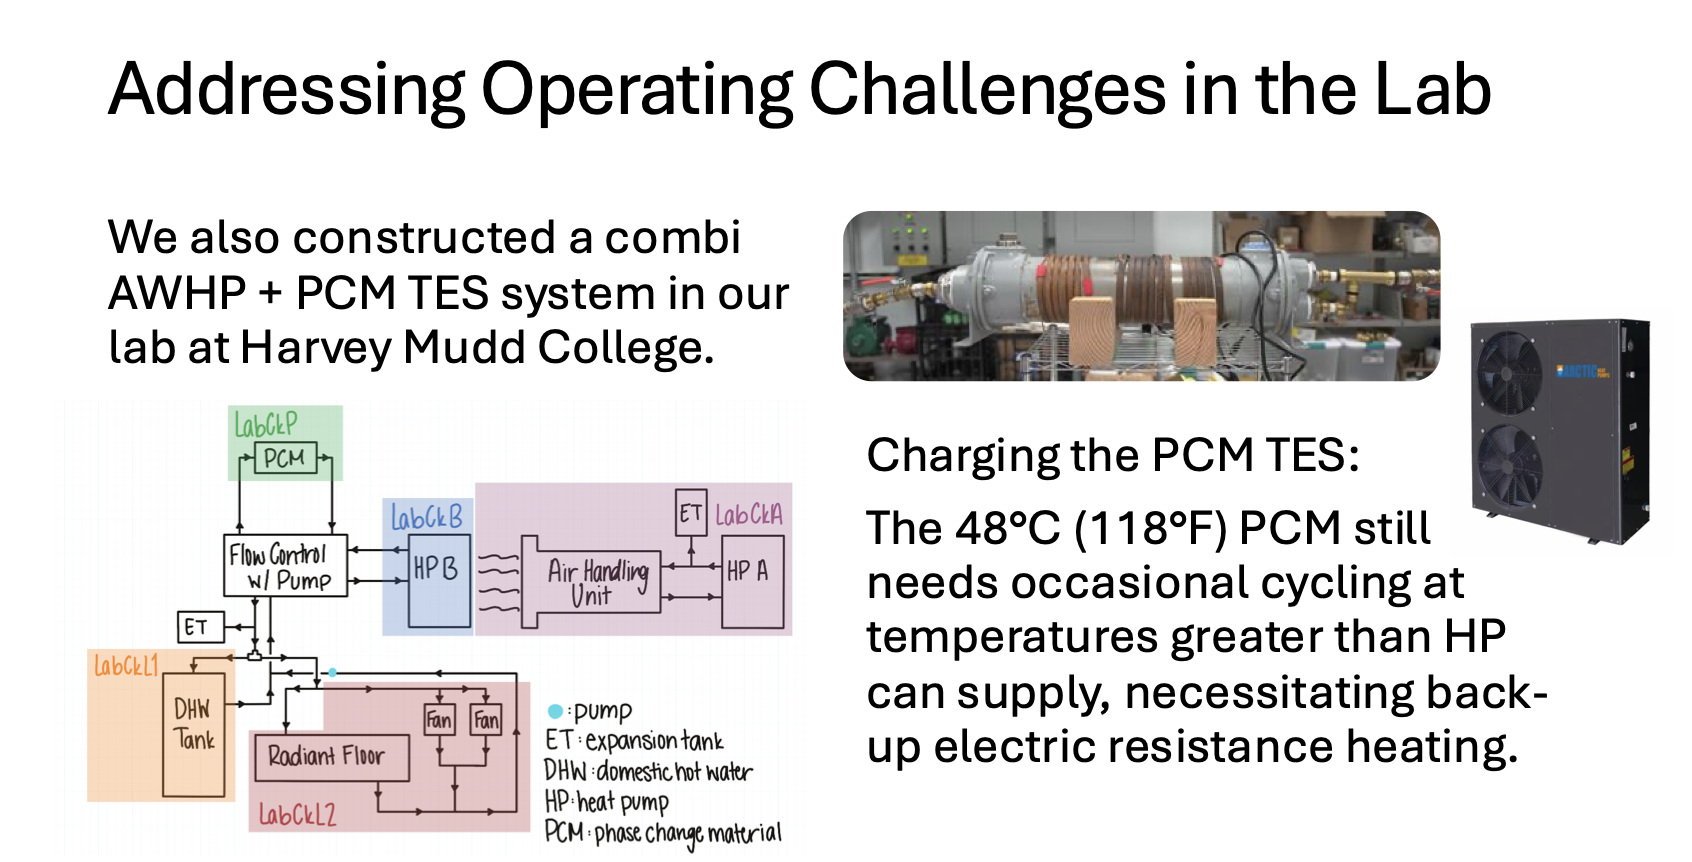 Addressing Operating Challenges in the Lab
We also constructed a combi
AWHP + PCM TES system in our
lab at Harvey Mudd College.
LabCkP
PCM
LabCkB
ET
LabCkA
Flow Control
w/ Pump
HP B
Air Handling
Unit
HP A
ET
LabCkL1
DHW
Tank
Fan
Fan
Radiant Floor
LabCkL2
: pump
ET: expansion tank
DHW: domestic hot water
HP: heat pump
PCM: phase change material
ARCTIC
Charging the PCM TES:
The 48°C (118°F) PCM still
needs occasional cycling at
temperatures greater than HP
can supply, necessitating back-
up electric resistance heating.